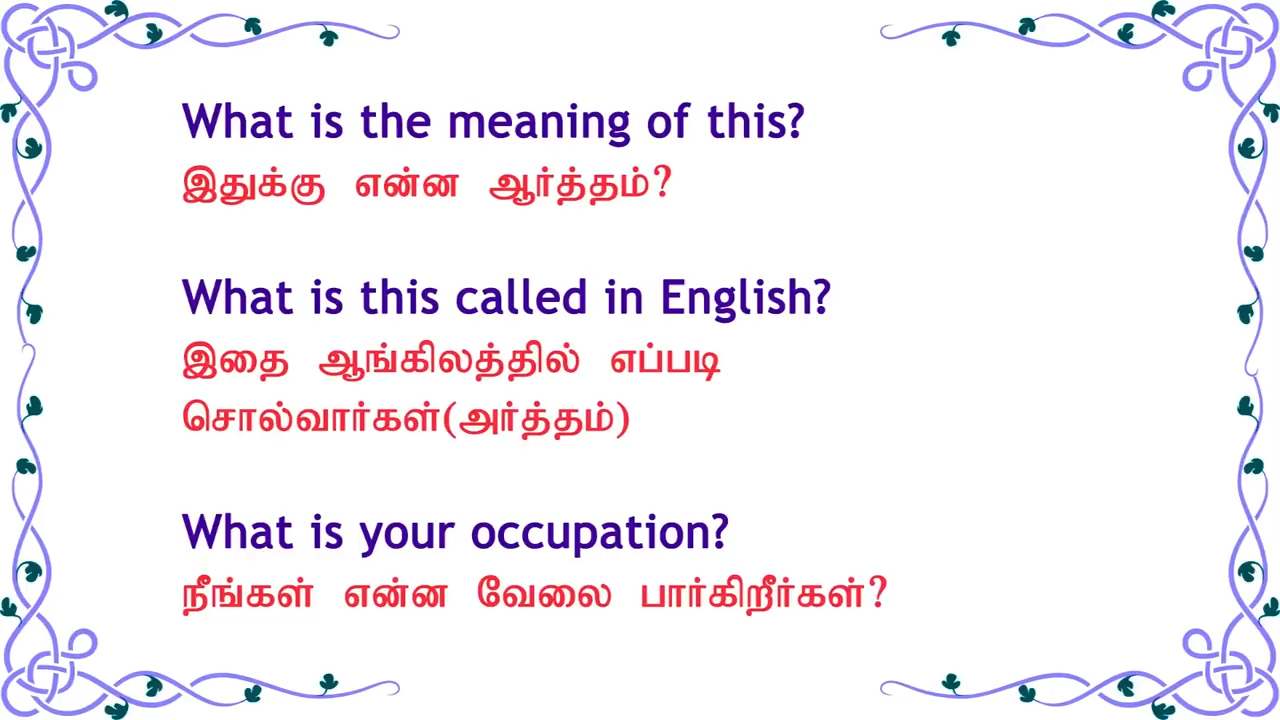 What is the meaning of this?
இதுக்கு என்ன ஆர்த்தம்?
What is this called in English?
இதை ஆங்கிலத்தில் எப்படி
சொல்வார்கள்(அர்த்தம்)
What is your occupation?
நீங்கள் என்ன வேலை பார்கிறீர்கள்?